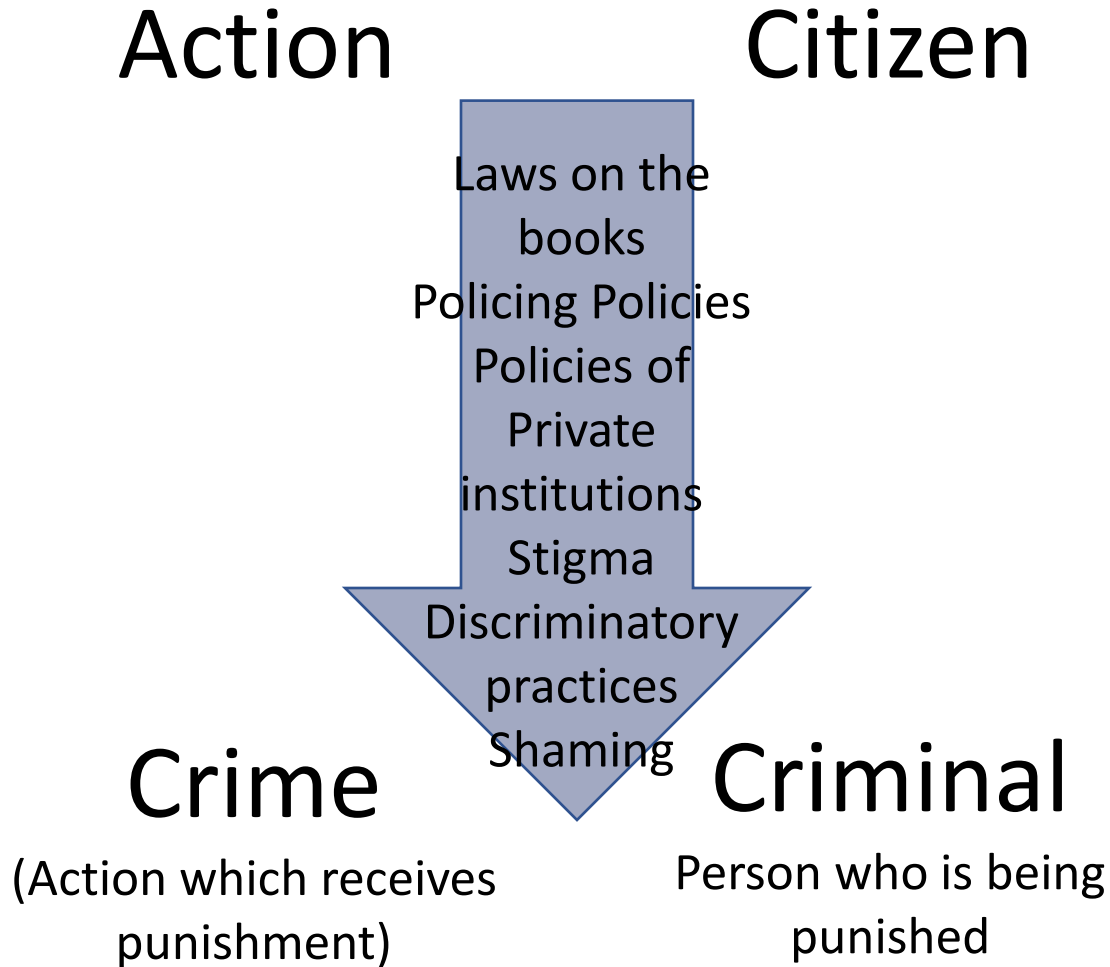 Action
Citizen
Laws on the
books
Policing Policies
Policies of
Private
institutions
Stigma
Discriminatory
practices
Shaming
Crime
(Action which receives
punishment)
Criminal
Person who is being
punished